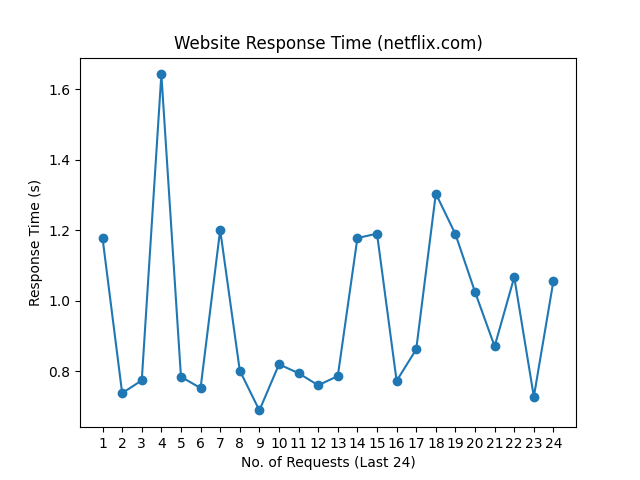 Website Response Time (netflix.com)
1.6
1.4
1.2
1.0
0.8
Response Time (s)
1 2 3 4 5 6 7 8 9 10 11 12 13 14 15 16 17 18 19 20 21 22 23 24
No. of Requests (Last 24)